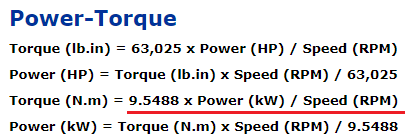 Power-Torque
Torque (lb.in) = 63,025 x Power (HP) / Speed (RPM)
Power (HP) = Torque (lb.in) x Speed (RPM) / 63,025
Torque (N.m) = 9.5488 x Power (kW) / Speed (RPM)
Power (kW) = Torque (N.m) x Speed (RPM) / 9.5488